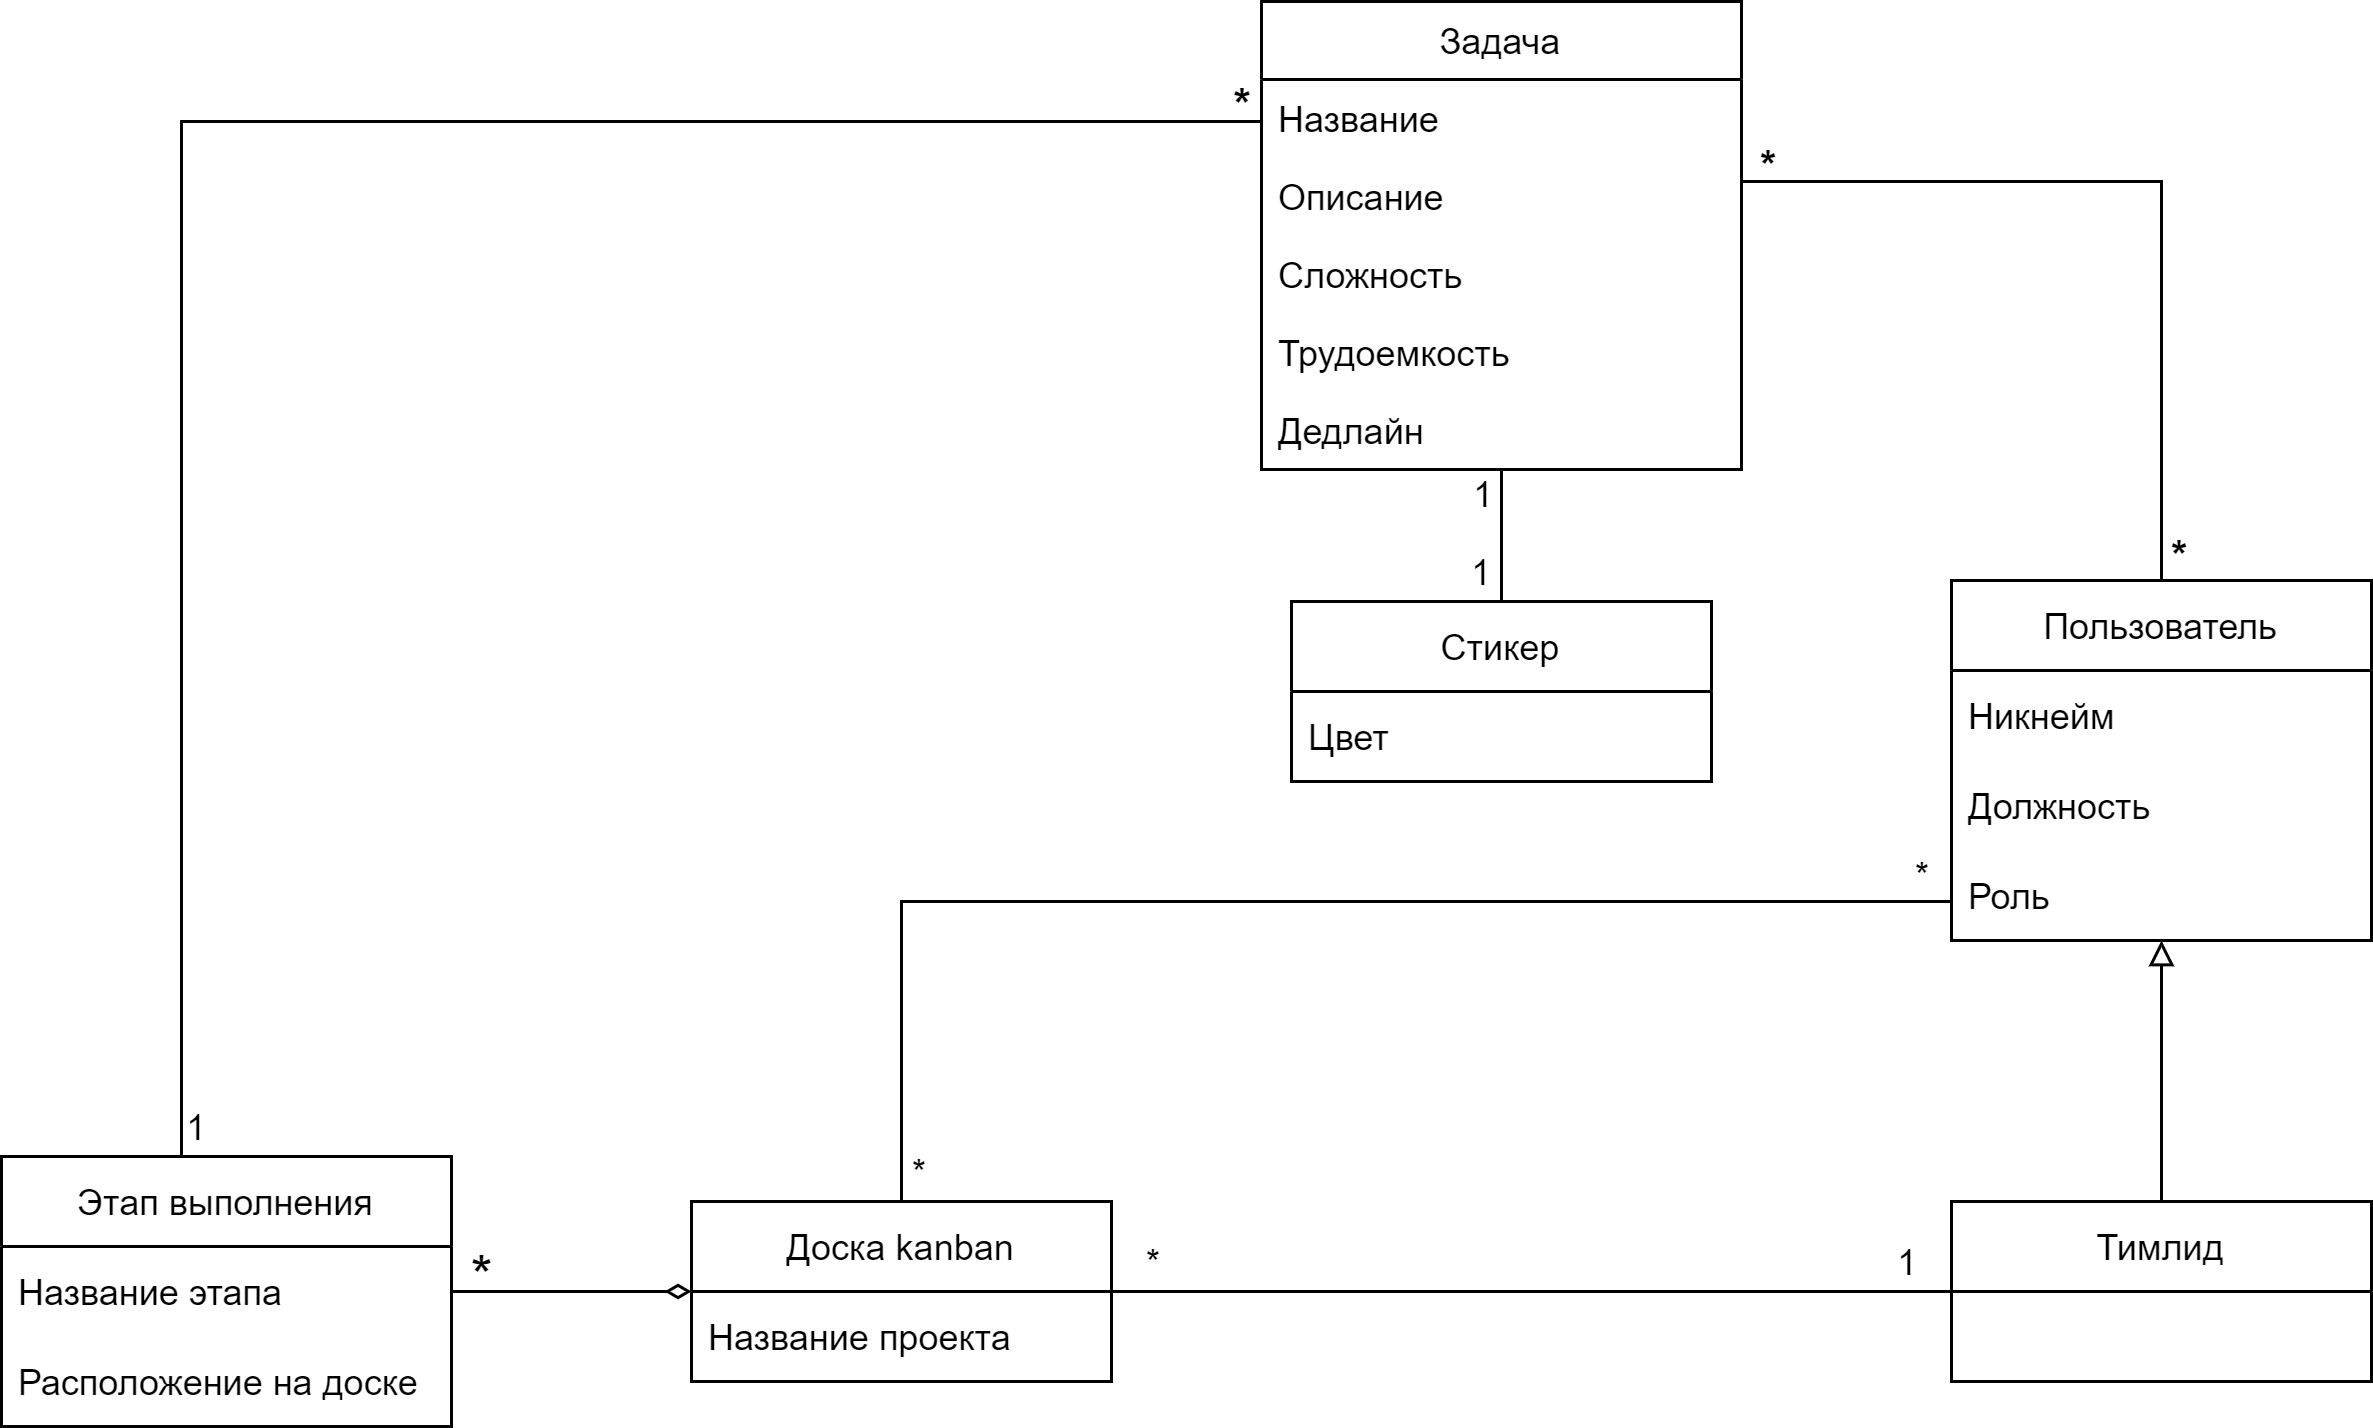 Задача
*
Название
*
Описание
Сложность
Трудоемкость
Дедлайн
1
*
1
Пользователь
Стикер
Никнейм
Цвет
Должность
*
Роль
1
*
Этап выполнения
Доска kanban
Тимлид
*
*
1
Название этапа
Название проекта
Расположение на доске